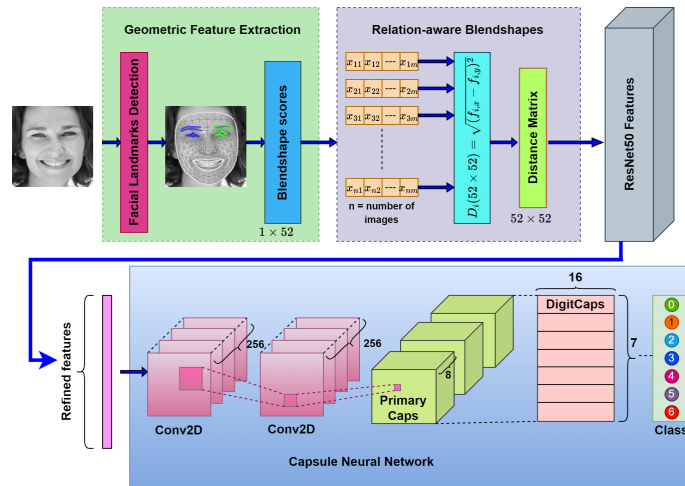 Geometric Feature Extraction
Relation-aware Blendshapes
Facial Landmarks Detection
Blendshape scores
1 × 52
x11 x12 --- x1m
x21 x22 --- x2m
x31 x32 --- x3m
xn1 xn2 --- xnm
n = number of
images
Di(52 × 52) = √(fi,x − fi,y)²
Distance Matrix
52 × 52
ResNet50 Features
Refined features
Conv2D
256
Conv2D
256
Primary
Caps
8
16
DigitCaps
7
0
1
2
3
4
5
6
Class
Capsule Neural Network